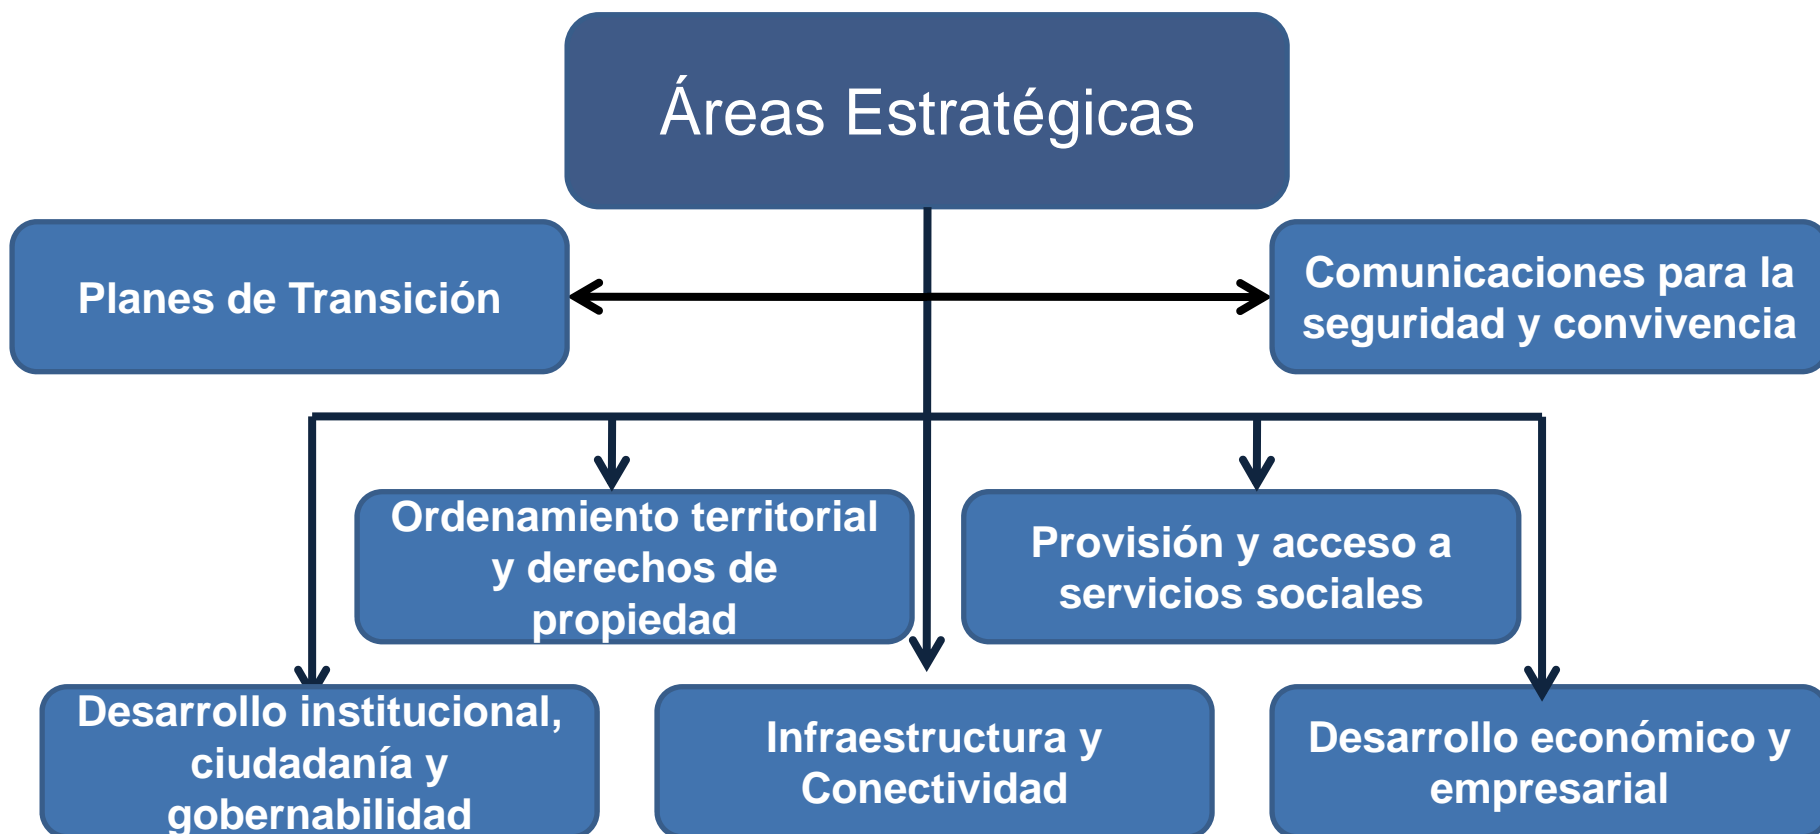 Áreas Estratégicas
Planes de Transición
Comunicaciones para la
seguridad y convivencia
Ordenamiento territorial
y derechos de
propiedad
Provisión y acceso a
servicios sociales
Desarrollo institucional,
ciudadanía y
gobernabilidad
Infraestructura y
Conectividad
Desarrollo económico y
empresarial